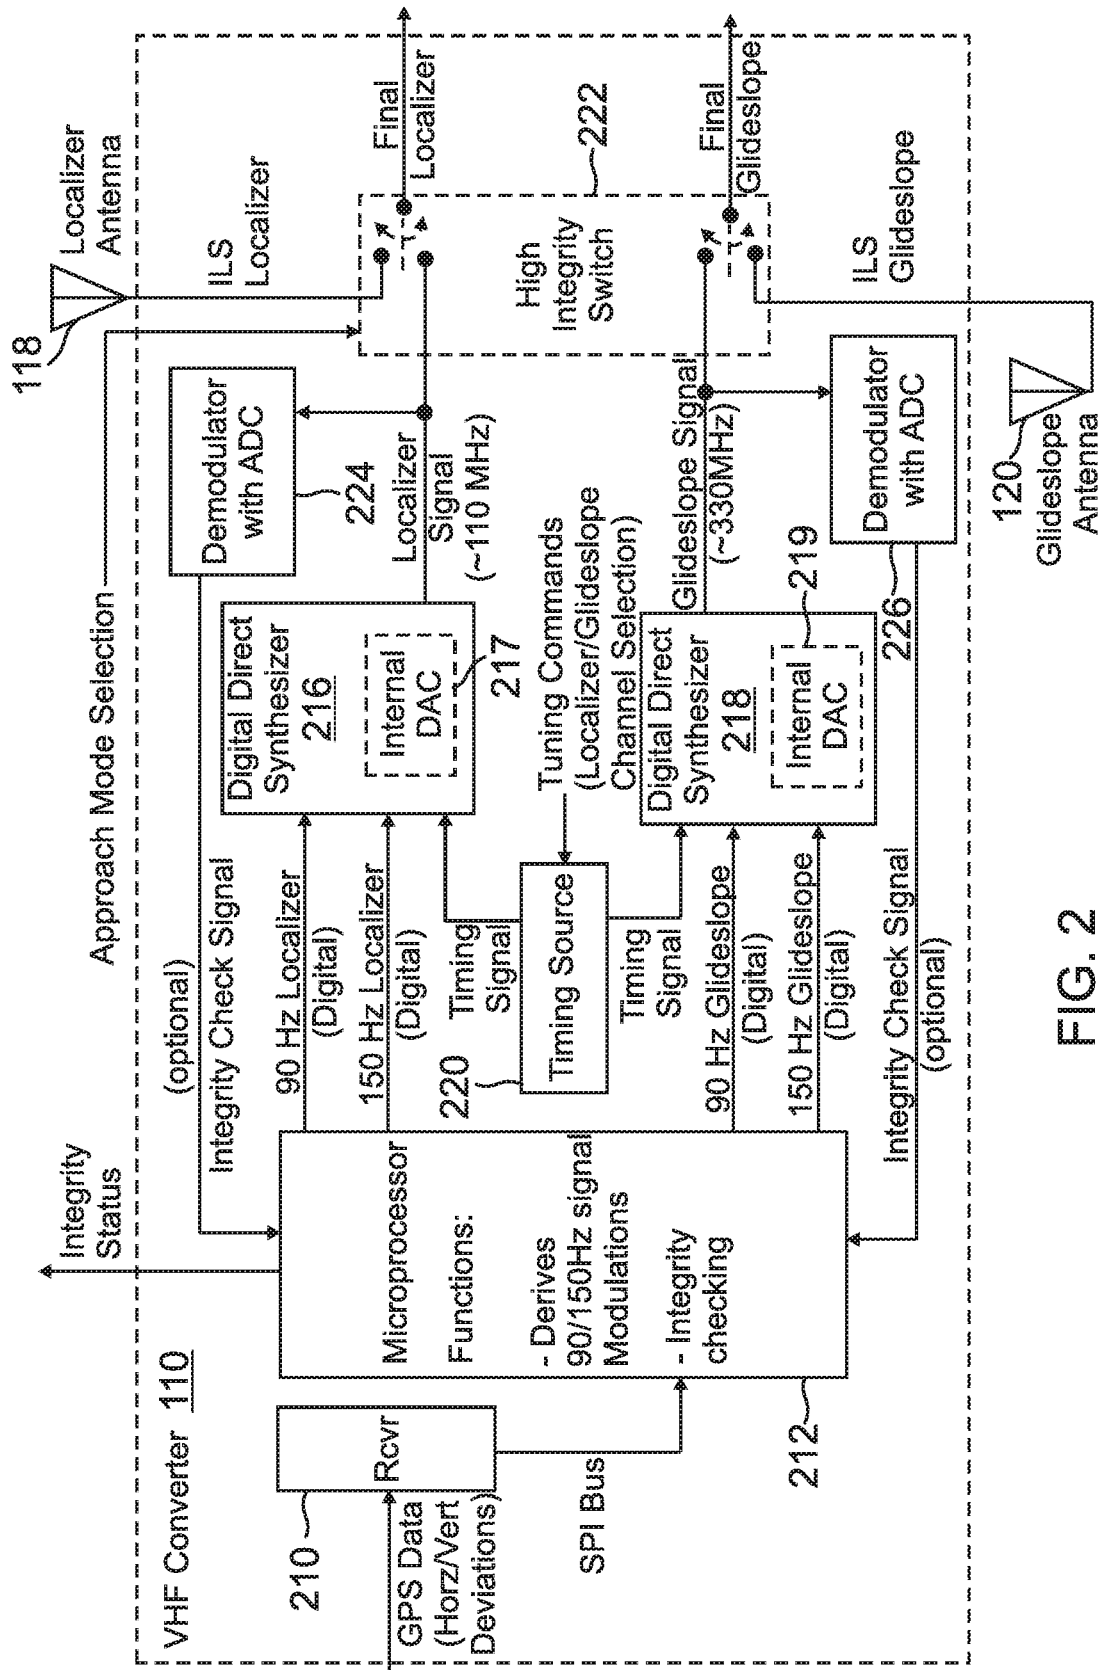 VHF Converter 110
GPS Data
(Horz/Vert
Deviations)
210
Rcvr
SPI Bus
212
Microprocessor
Functions:
- Derives
90/150Hz signal
Modulations
- Integrity
checking
Integrity
Status
(optional)
Integrity Check Signal
90 Hz Localizer
(Digital)
150 Hz Localizer
(Digital)
Timing
Signal
220
Timing Source
Timing
Signal
90 Hz Glideslope
(Digital)
150 Hz Glideslope
(Digital)
Integrity Check Signal
(optional)
Approach Mode Selection
Digital Direct
Synthesizer
216
Internal
DAC
217
Tuning Commands
(Localizer/Glideslope
Channel Selection)
Digital Direct
Synthesizer
218
Internal
DAC
219
Demodulator
with ADC
224
Localizer
Signal
(~110 MHz)
Glideslope Signal
(~330MHz)
Demodulator
with ADC
226
118
Localizer
Antenna
ILS
Localizer
High
Integrity
Switch
222
Final
Localizer
Final
Glideslope
ILS
Glideslope
120
Glideslope
Antenna
FIG. 2